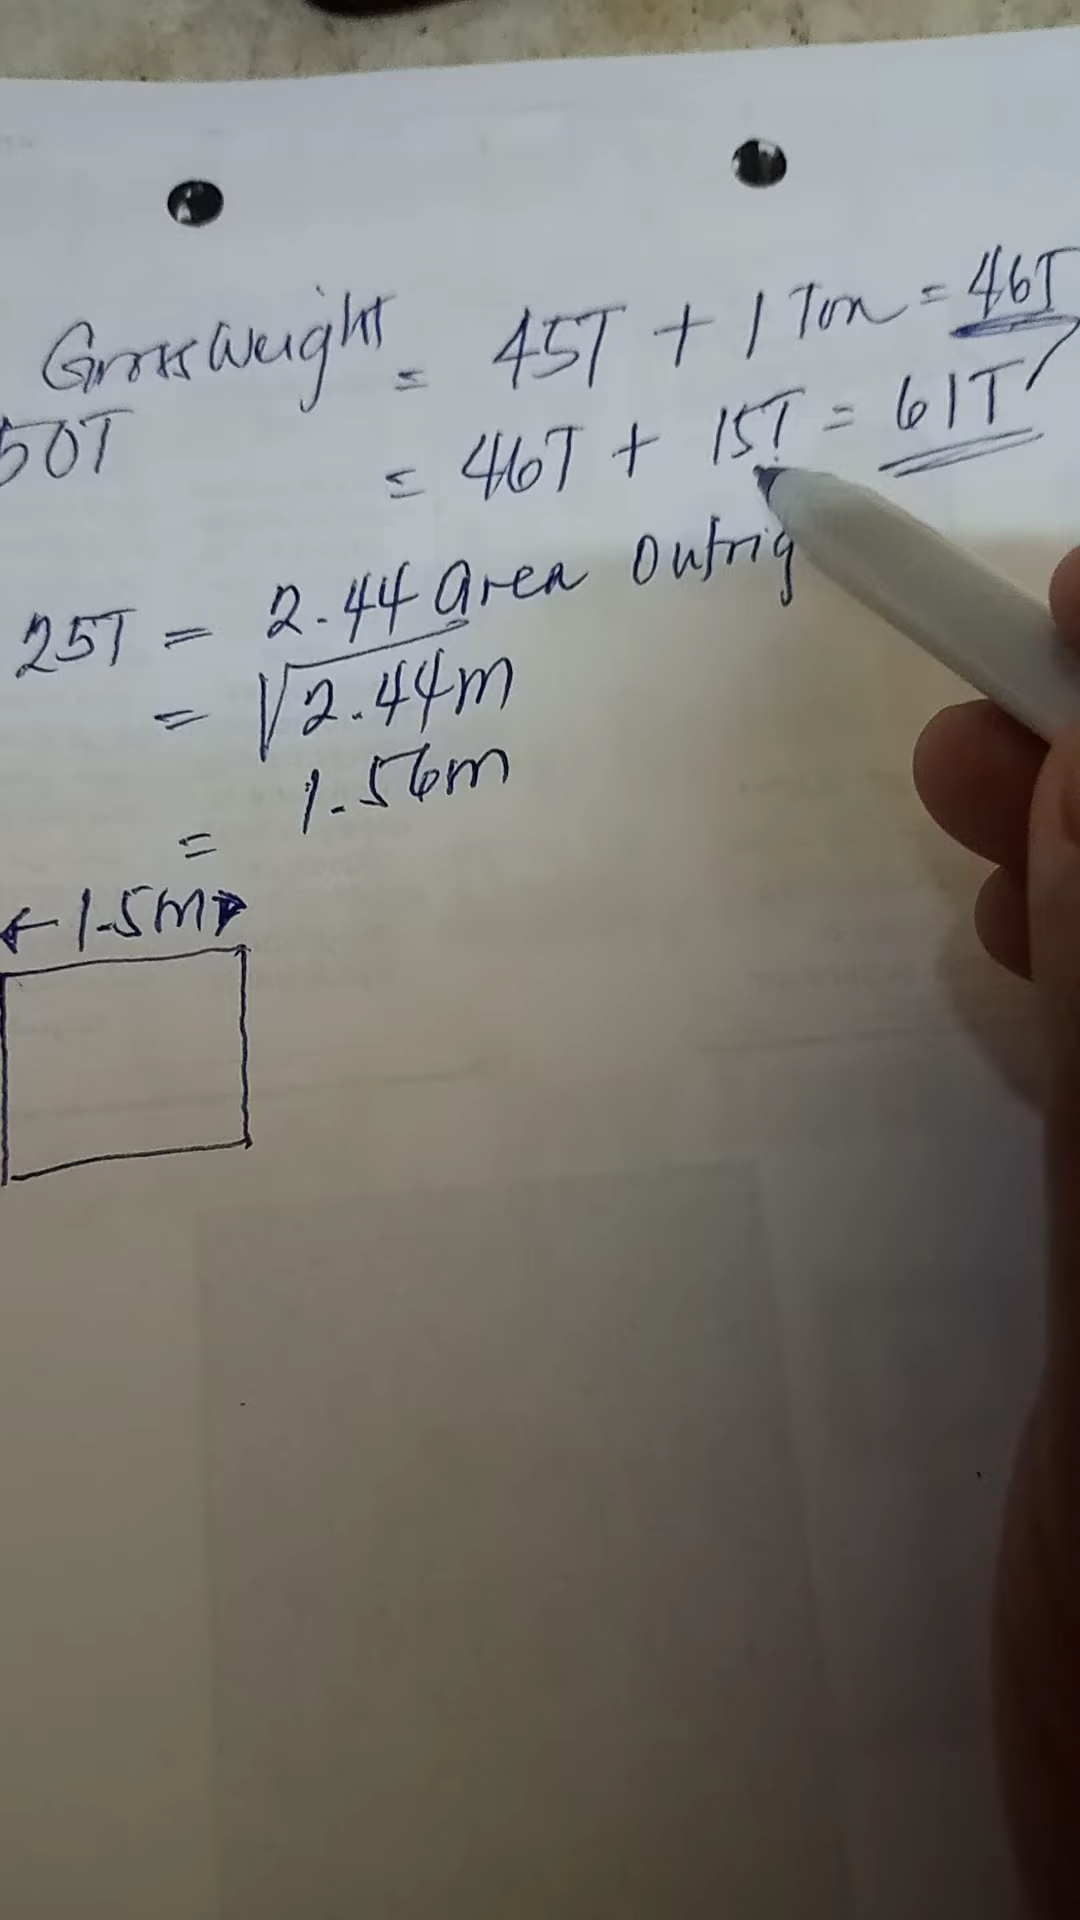 Gross Weight = 45T + 1 Ton = 46T
50T
= 46T + 15T = 61T
25T = 2.44 area outrig
= √2.44m
= 1.56m
1.5m